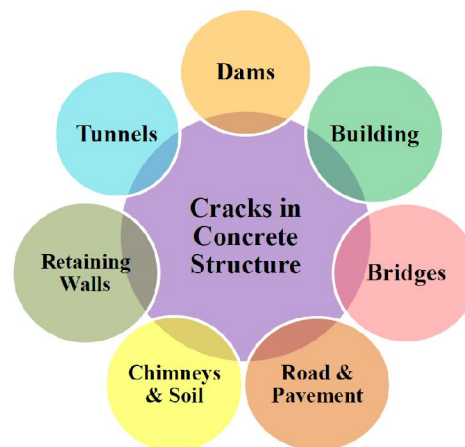 Dams
Building
Bridges
Road &
Pavement
Chimneys
& Soil
Retaining
Walls
Tunnels
Cracks in
Concrete
Structure